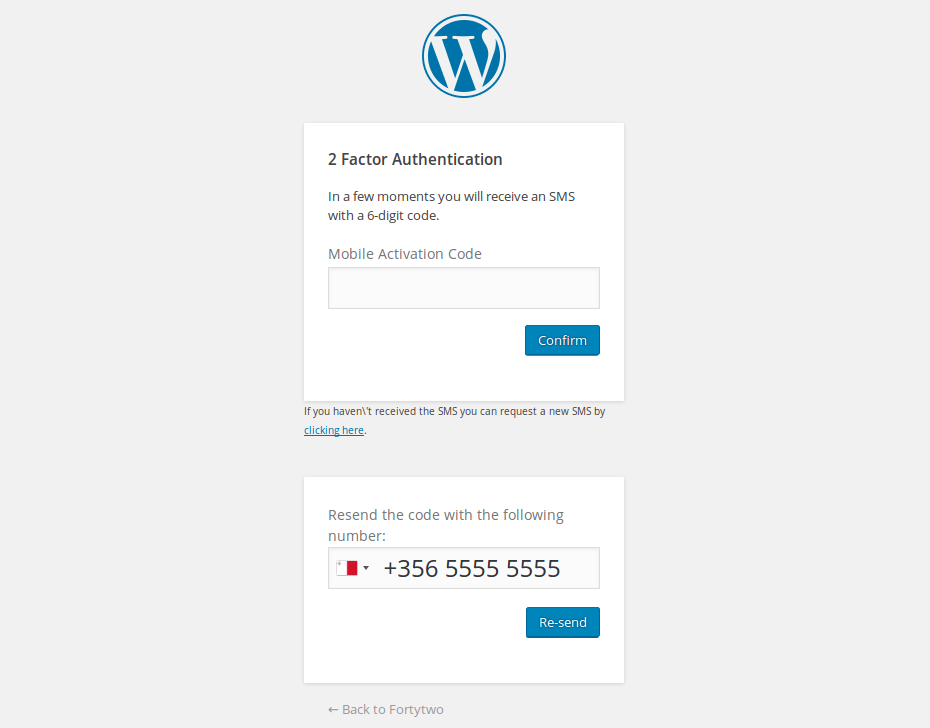 2 Factor Authentication
In a few moments you will receive an SMS
with a 6-digit code.
Mobile Activation Code
Confirm
If you haven\'t received the SMS you can request a new SMS by
clicking here.
Resend the code with the following
number:
+356 5555 5555
Re-send
← Back to Fortytwo